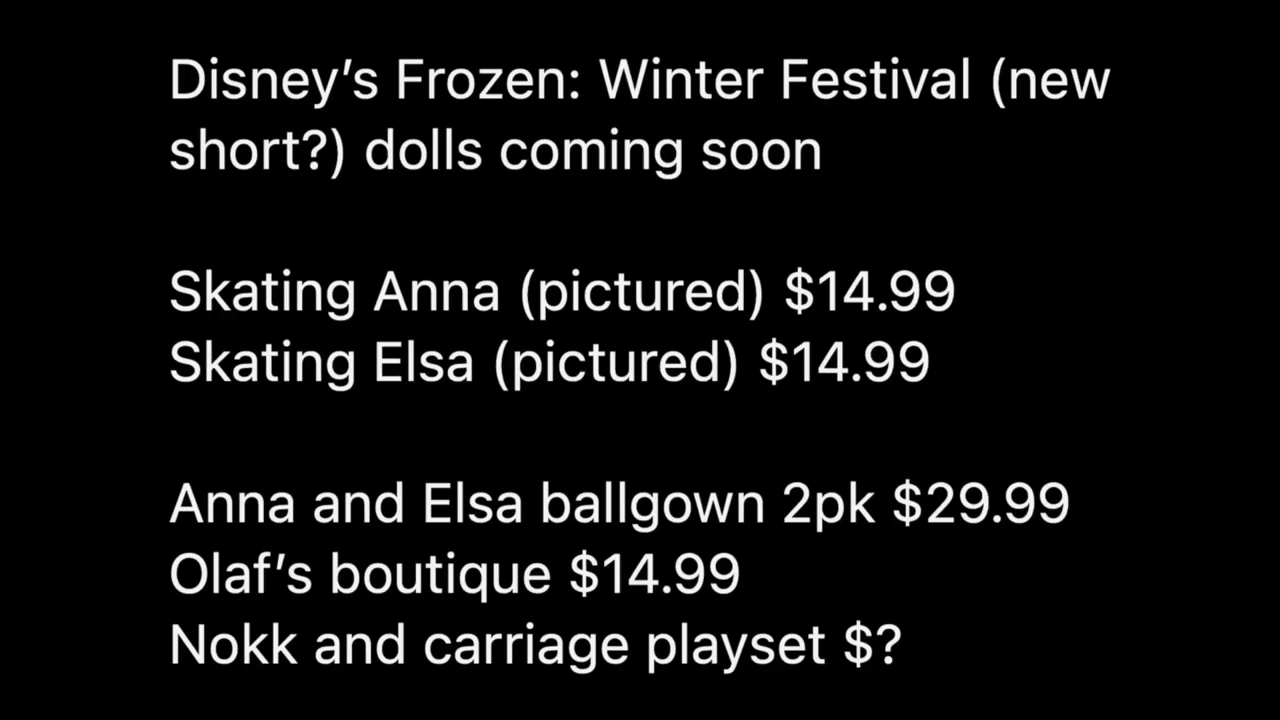 Disney’s Frozen: Winter Festival (new
short?) dolls coming soon
Skating Anna (pictured) $14.99
Skating Elsa (pictured) $14.99
Anna and Elsa ballgown 2pk $29.99
Olaf’s boutique $14.99
Nokk and carriage playset $?